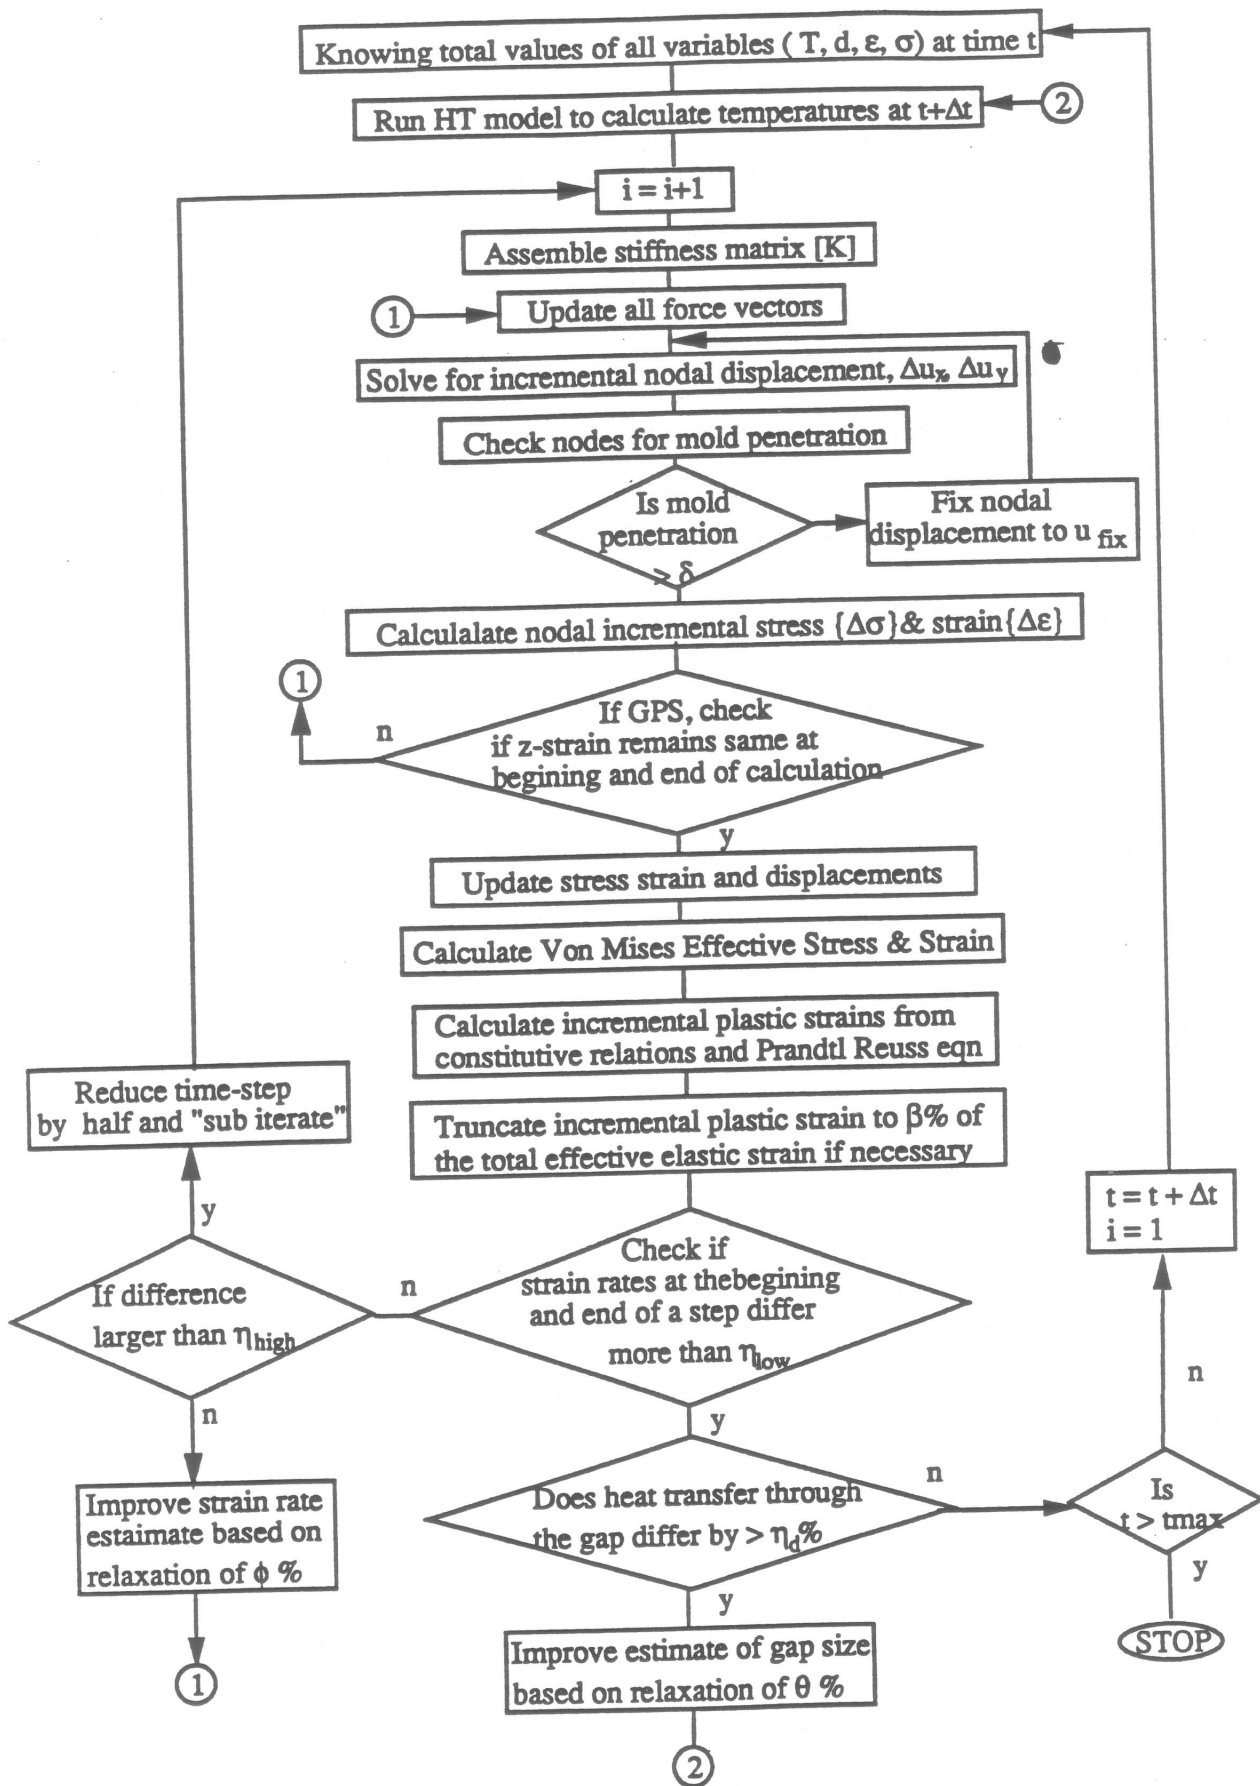 Knowing total values of all variables ( T, d, ε, σ) at time t
Run HT model to calculate temperatures at t+Δt
2
i = i+1
Assemble stiffness matrix [K]
1
Update all force vectors
Solve for incremental nodal displacement, Δuₓ, Δu_Y
Check nodes for mold penetration
Is mold
penetration
> δ
Fix nodal
displacement to u fix
Calculalate nodal incremental stress {Δσ}& strain{Δε}
1
n
If GPS, check
if z-strain remains same at
begining and end of calculation
y
Update stress strain and displacements
Calculate Von Mises Effective Stress & Strain
Calculate incremental plastic strains from
constitutive relations and Prandtl Reuss eqn
Reduce time-step
by half and "sub iterate"
Truncate incremental plastic strain to β% of
the total effective elastic strain if necessary
t = t + Δt
i = 1
y
Check if
strain rates at thebegining
and end of a step differ
more than η_low
n
If difference
larger than η_high
n
n
y
Improve strain rate
estaimate based on
relaxation of ϕ %
1
Does heat transfer through
the gap differ by > η_d%
n
Is
t > tmax
y
y
STOP
Improve estimate of gap size
based on relaxation of θ %
2